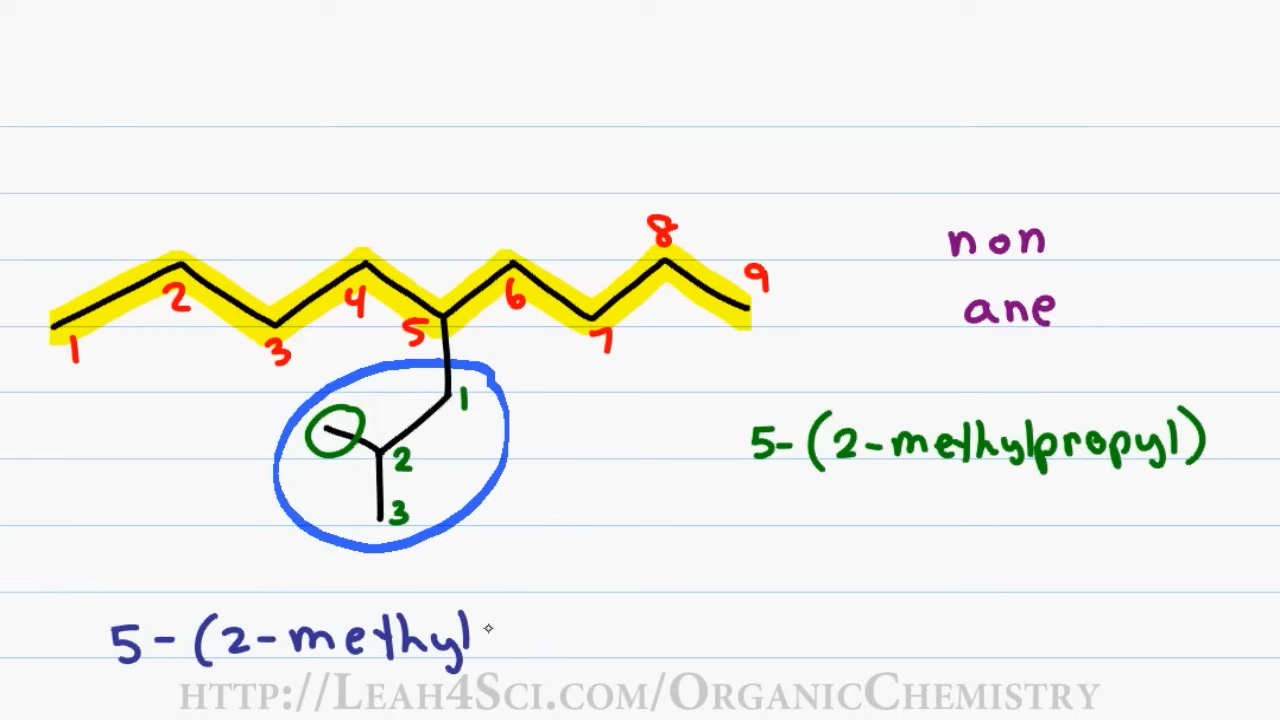 8
non
9
2
4
6
5
ane
1
3
7
1
5-(2-methylpropyl)
2
3
5-(2-methyl
HTTP://LEAH4SCI.COM/ORGANICCHEMISTRY